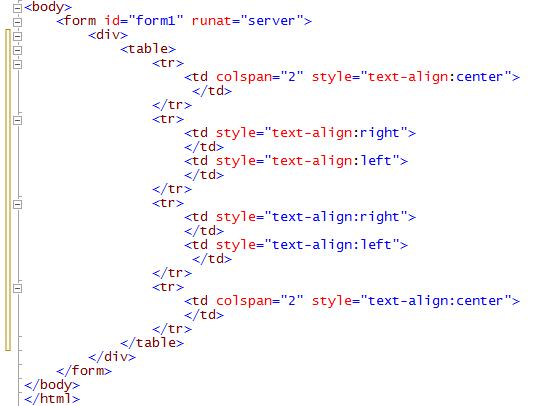 <body>
<form id="form1" runat="server">
<div>
<table>
<tr>
<td colspan="2" style="text-align:center">
</td>
</tr>
<tr>
<td style="text-align:right">
</td>
<td style="text-align:left">
</td>
</tr>
<tr>
<td style="text-align:right">
</td>
<td style="text-align:left">
</td>
</tr>
<tr>
<td colspan="2" style="text-align:center">
</td>
</tr>
</table>
</div>
</form>
</body>
</html>